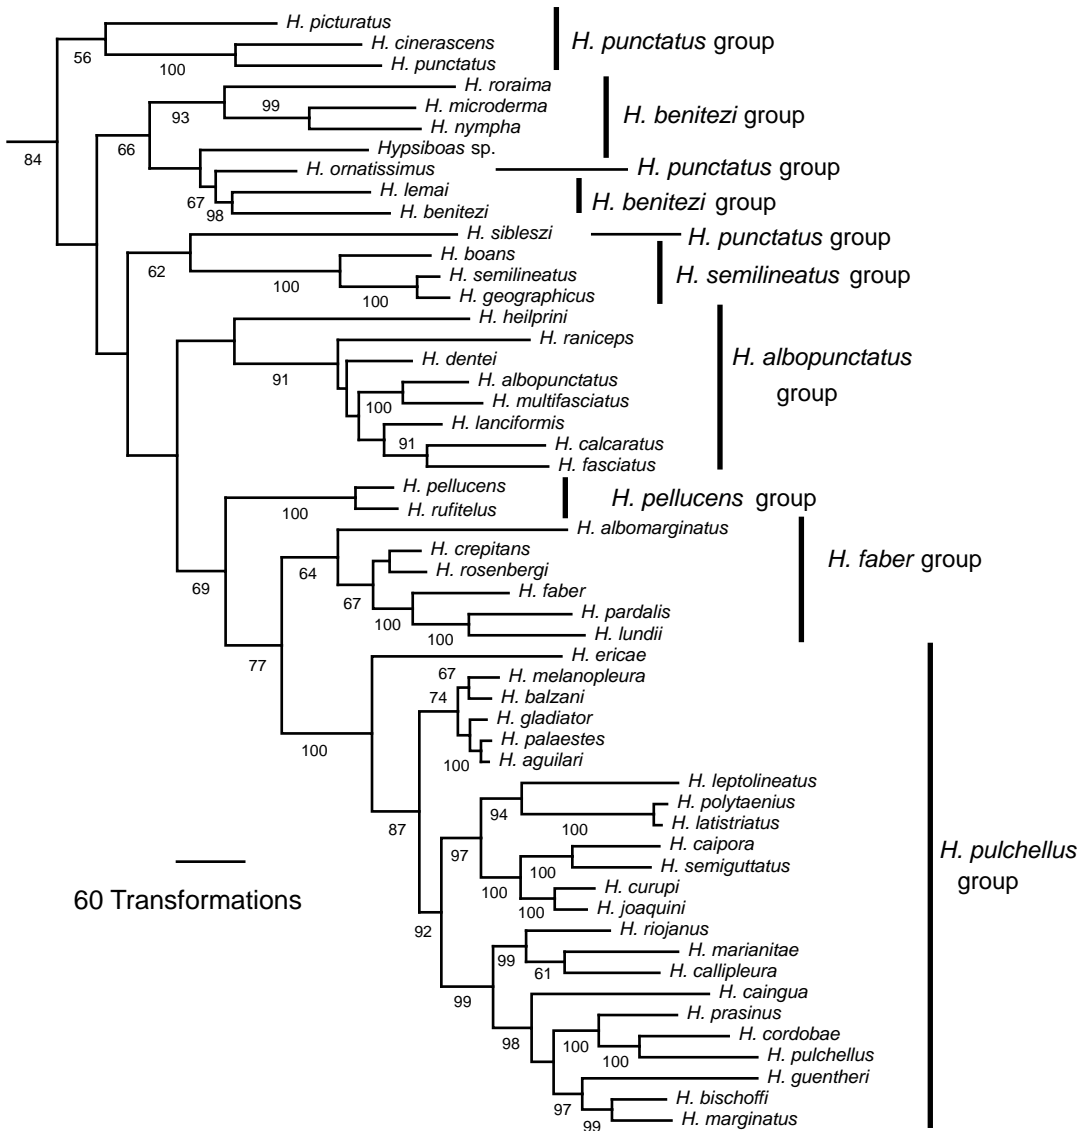 H. picturatus
H. cinerascens
H. punctatus
H. punctatus group
56
100
H. roraima
H. microderma
H. nympha
H. benitezi group
99
93
66
84
Hypsiboas sp.
H. ornatissimus
H. punctatus group
H. lemai
H. benitezi
H. benitezi group
67
98
H. sibleszi
H. punctatus group
H. boans
H. semilineatus
H. geographicus
H. semilineatus group
62
100
100
H. heilprini
H. raniceps
H. dentei
H. albopunctatus
H. multifasciatus
H. lanciformis
H. calcaratus
H. fasciatus
H. albopunctatus
group
91
100
91
H. pellucens
H. rufitelus
H. pellucens group
100
H. albomarginatus
H. crepitans
H. rosenbergi
H. faber
H. pardalis
H. lundii
H. faber group
64
69
67
100
100
77
H. ericae
H. melanopleura
H. balzani
H. gladiator
H. palaestes
H. aguilari
67
74
100
100
H. leptolineatus
H. polytaenius
H. latistriatus
H. caipora
H. semiguttatus
H. curupi
H. joaquini
94
100
87
97
100
100
100
H. pulchellus
group
60 Transformations
92
H. riojanus
H. marianitae
H. callipleura
99
61
99
H. caingua
H. prasinus
H. cordobae
H. pulchellus
H. guentheri
H. bischoffi
H. marginatus
98
100
100
97
99